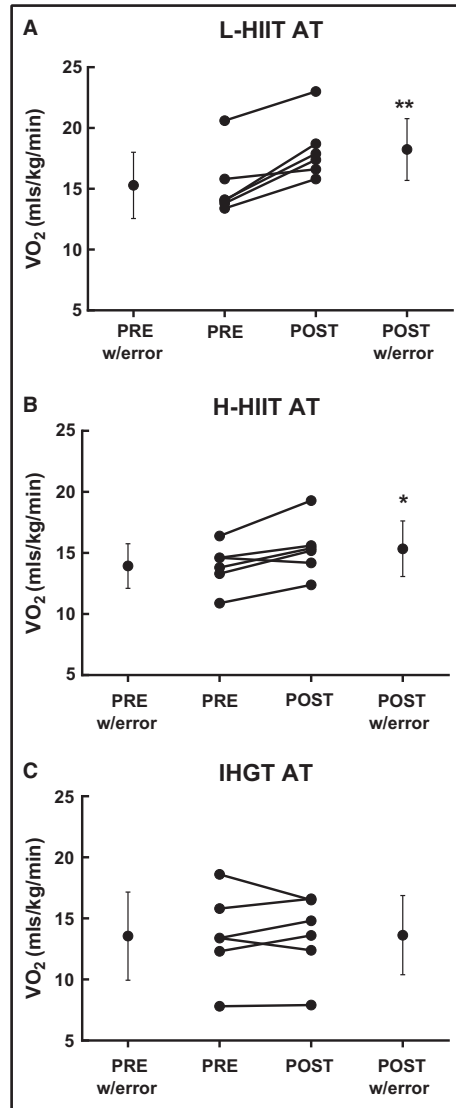 A
L-HIIT AT
25
20
15
10
5
VO₂ (mls/kg/min)
**
PRE w/error
PRE
POST
POST w/error
B
H-HIIT AT
25
20
15
10
5
VO₂ (mls/kg/min)
*
PRE w/error
PRE
POST
POST w/error
C
IHGT AT
25
20
15
10
5
VO₂ (mls/kg/min)
PRE w/error
PRE
POST
POST w/error